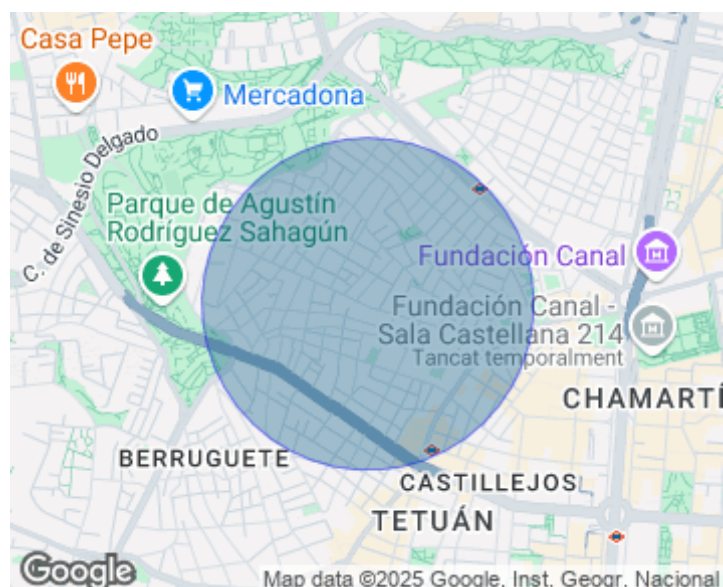 Casa Pepe
Mercadona
C. de Sinesio Delgado
Parque de Agustín
Rodríguez Sahagún
Fundación Canal
Fundación Canal -
Sala Castellana 214
Tancat temporalment
CHAMARTÍ
BERRUGUETE
CASTILLEJOS
TETUÁN
Google
Map data ©2025 Google, Inst. Geogr. Nacional